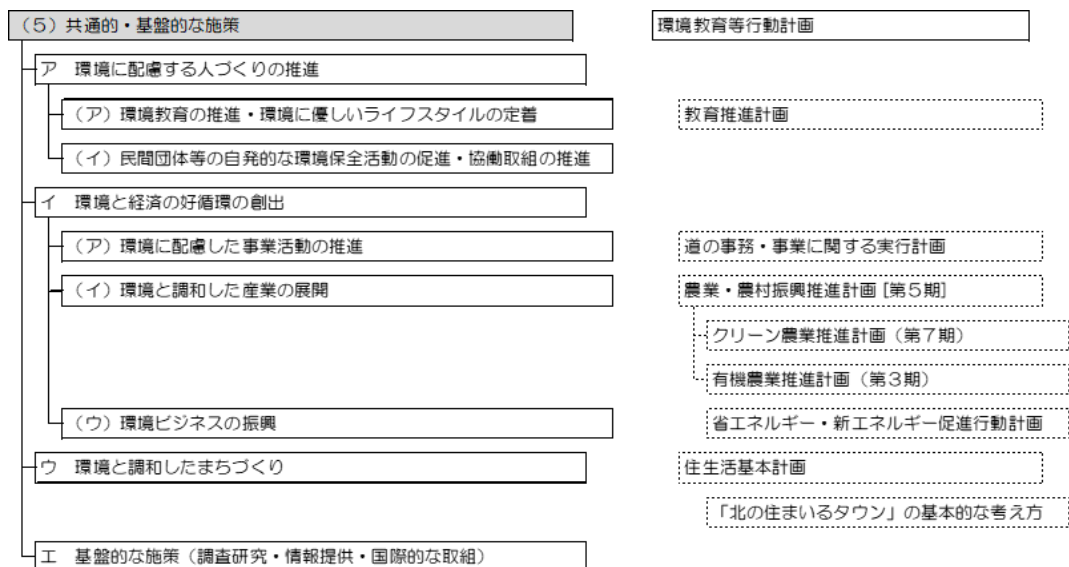 （5）共通的・基盤的な施策
環境教育等行動計画
ア 環境に配慮する人づくりの推進
（ア）環境教育の推進・環境に優しいライフスタイルの定着
教育推進計画
（イ）民間団体等の自発的な環境保全活動の促進・協働取組の推進
イ 環境と経済の好循環の創出
（ア）環境に配慮した事業活動の推進
道の事務・事業に関する実行計画
（イ）環境と調和した産業の展開
農業・農村振興推進計画 [第5期]
クリーン農業推進計画（第7期）
有機農業推進計画（第3期）
（ウ）環境ビジネスの振興
省エネルギー・新エネルギー促進行動計画
ウ 環境と調和したまちづくり
住生活基本計画
「北の住まいるタウン」の基本的な考え方
エ 基盤的な施策（調査研究・情報提供・国際的な取組）